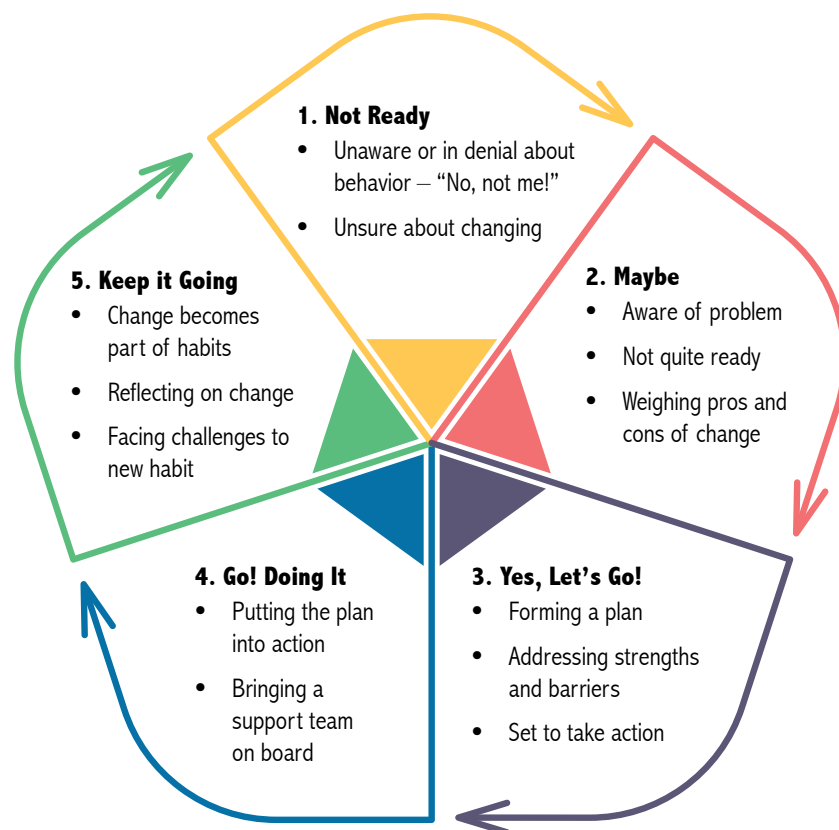 1. Not Ready
• Unaware or in denial about
behavior – “No, not me!”
• Unsure about changing
2. Maybe
• Aware of problem
• Not quite ready
• Weighing pros and
cons of change
3. Yes, Let’s Go!
• Forming a plan
• Addressing strengths
and barriers
• Set to take action
4. Go! Doing It
• Putting the plan
into action
• Bringing a
support team
on board
5. Keep it Going
• Change becomes
part of habits
• Reflecting on change
• Facing challenges to
new habit